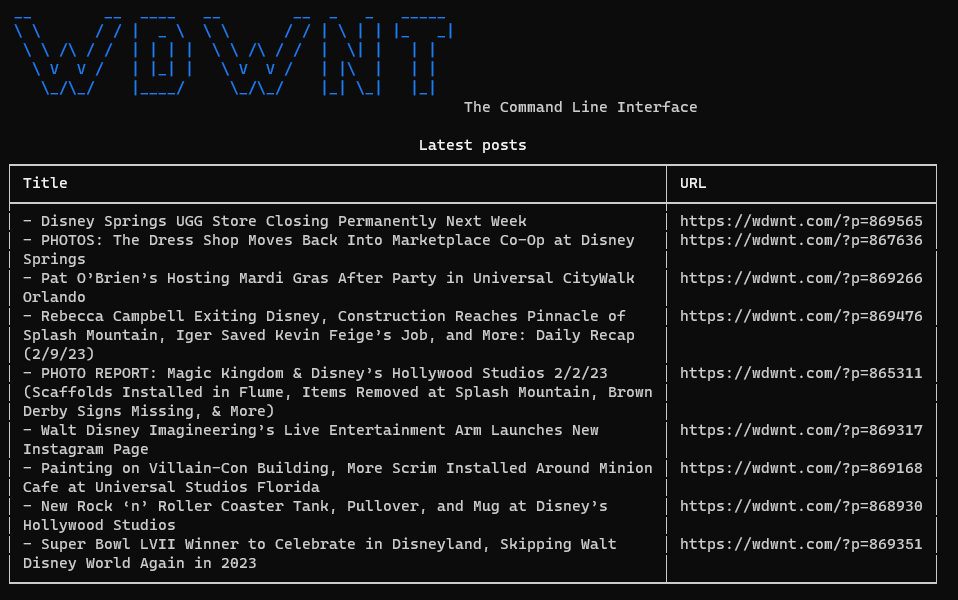 WDWNT
The Command Line Interface
Latest posts
Title URL
- Disney Springs UGG Store Closing Permanently Next Week https://wdwnt.com/?p=869565
- PHOTOS: The Dress Shop Moves Back Into Marketplace Co-Op at Disney https://wdwnt.com/?p=867636
Springs
- Pat O’Brien’s Hosting Mardi Gras After Party in Universal CityWalk https://wdwnt.com/?p=869266
Orlando
- Rebecca Campbell Exiting Disney, Construction Reaches Pinnacle of https://wdwnt.com/?p=869476
Splash Mountain, Iger Saved Kevin Feige’s Job, and More: Daily Recap
(2/9/23)
- PHOTO REPORT: Magic Kingdom & Disney’s Hollywood Studios 2/2/23 https://wdwnt.com/?p=865311
(Scaffolds Installed in Flume, Items Removed at Splash Mountain, Brown
Derby Signs Missing, & More)
- Walt Disney Imagineering’s Live Entertainment Arm Launches New https://wdwnt.com/?p=869317
Instagram Page
- Painting on Villain-Con Building, More Scrim Installed Around Minion https://wdwnt.com/?p=869168
Cafe at Universal Studios Florida
- New Rock ‘n’ Roller Coaster Tank, Pullover, and Mug at Disney’s https://wdwnt.com/?p=868930
Hollywood Studios
- Super Bowl LVII Winner to Celebrate in Disneyland, Skipping Walt https://wdwnt.com/?p=869351
Disney World Again in 2023